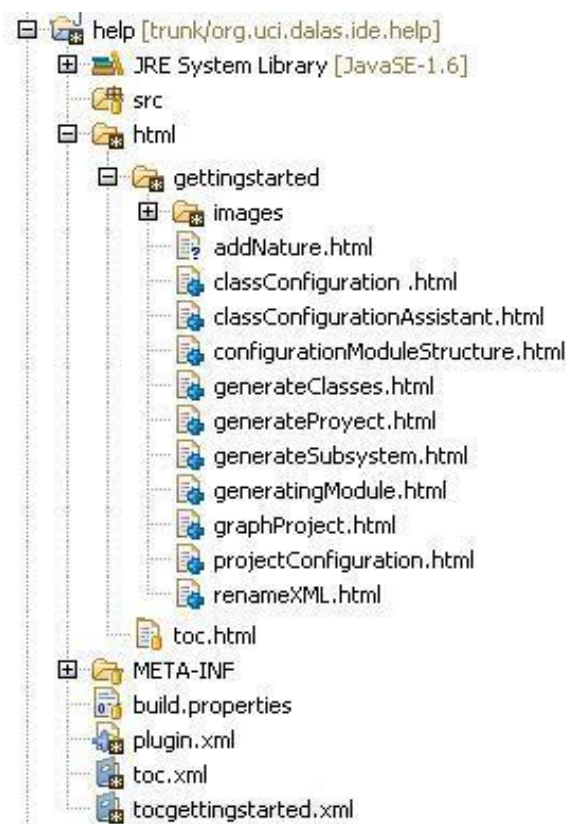 help [trunk/org.uci.dalas.ide.help]
JRE System Library [JavaSE-1.6]
src
html
gettingstarted
images
addNature.html
classConfiguration .html
classConfigurationAssistant.html
configurationModuleStructure.html
generateClasses.html
generateProyect.html
generateSubsystem.html
generatingModule.html
graphProject.html
projectConfiguration.html
renameXML.html
toc.html
META-INF
build.properties
plugin.xml
toc.xml
tocgettingstarted.xml